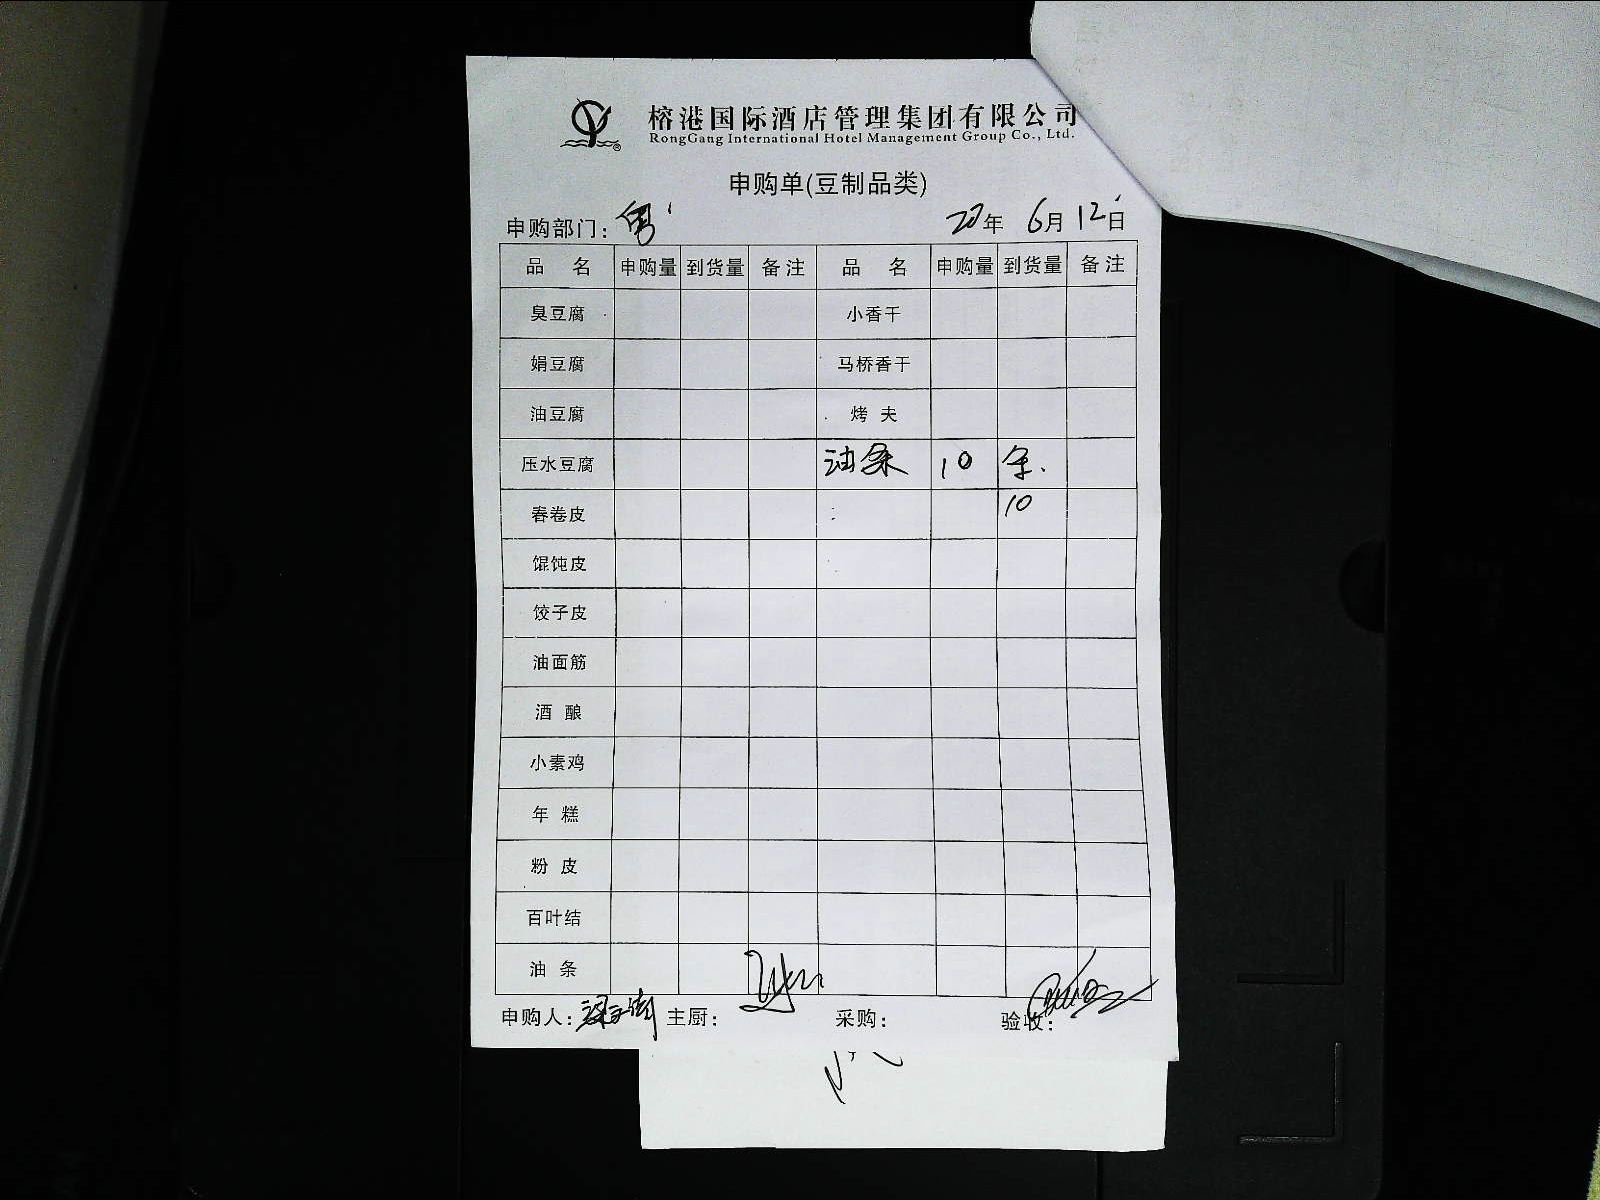 榕港国际酒店管理集团有限公司
RongGang International Hotel Management Group Co., Ltd.
申购单(豆制品类)
申购部门： 20年 6月 12日
品 名 申购量 到货量 备注 品 名 申购量 到货量 备注
臭豆腐 小香干
娟豆腐 马桥香干
油豆腐 烤 夫
压水豆腐 油条 10
春卷皮 10
馄饨皮
饺子皮
油面筋
酒 酿
小素鸡
年 糕
粉 皮
百叶结
油 条
申购人： 主厨： 采购： 验收：